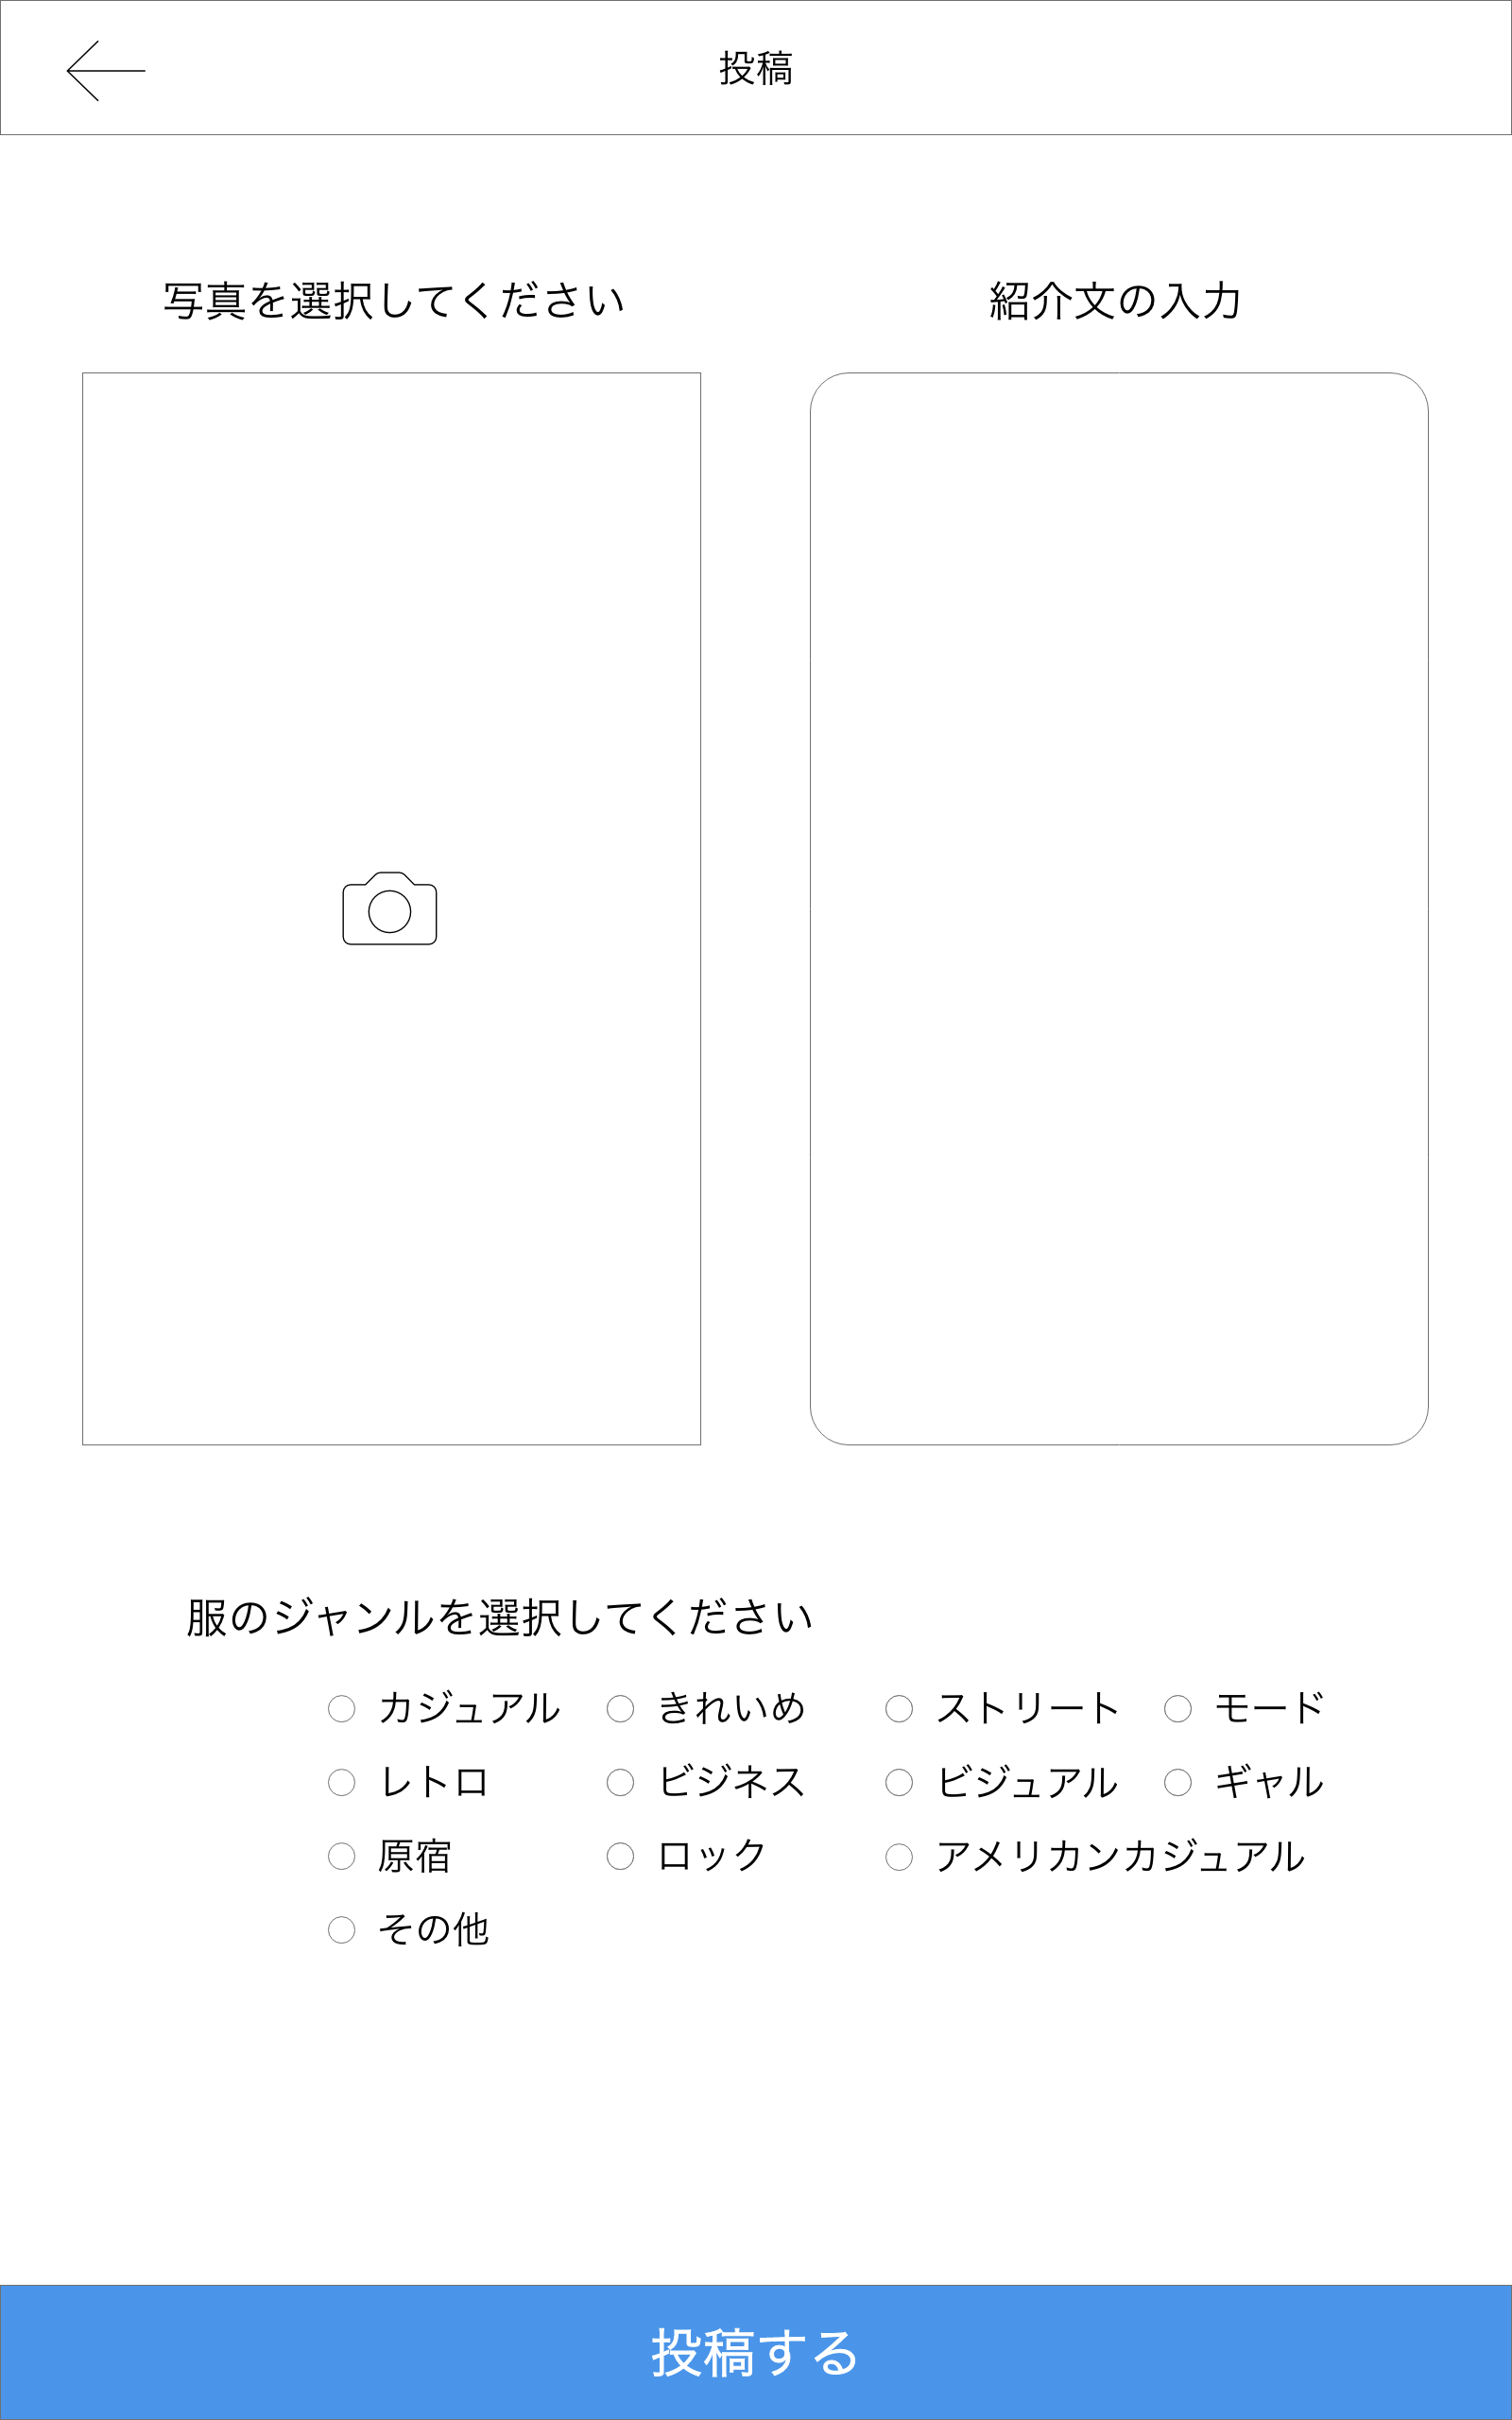 投稿
写真を選択してください
紹介文の入力
服のジャンルを選択してください
カジュアル きれいめ ストリート モード
レトロ ビジネス ビジュアル ギャル
原宿 ロック アメリカンカジュアル
その他
投稿する